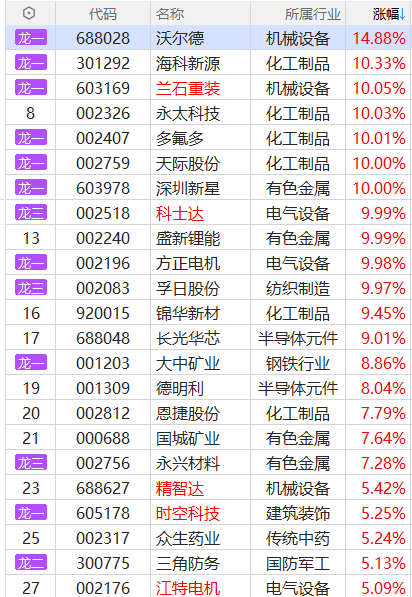 代码 名称 所属行业 涨幅↓
龙一 688028 沃尔德 机械设备 14.88%
龙一 301292 海科新源 化工制品 10.33%
龙一 603169 兰石重装 机械设备 10.05%
8 002326 永太科技 化工制品 10.03%
龙一 002407 多氟多 化工制品 10.01%
龙一 002759 天际股份 化工制品 10.00%
龙一 603978 深圳新星 有色金属 10.00%
龙三 002518 科士达 电气设备 9.99%
13 002240 盛新锂能 有色金属 9.99%
龙一 002196 方正电机 电气设备 9.98%
龙三 002083 孚日股份 纺织制造 9.97%
16 920015 锦华新材 化工制品 9.45%
17 688048 长光华芯 半导体元件 9.01%
龙一 001203 大中矿业 钢铁行业 8.86%
19 001309 德明利 半导体元件 8.04%
20 002812 恩捷股份 化工制品 7.79%
21 000688 国城矿业 有色金属 7.64%
龙三 002756 永兴材料 有色金属 7.28%
23 688627 精智达 机械设备 5.42%
龙一 605178 时空科技 建筑装饰 5.25%
25 002317 众生药业 传统中药 5.24%
龙二 300775 三角防务 国防军工 5.13%
27 002176 江特电机 电气设备 5.09%